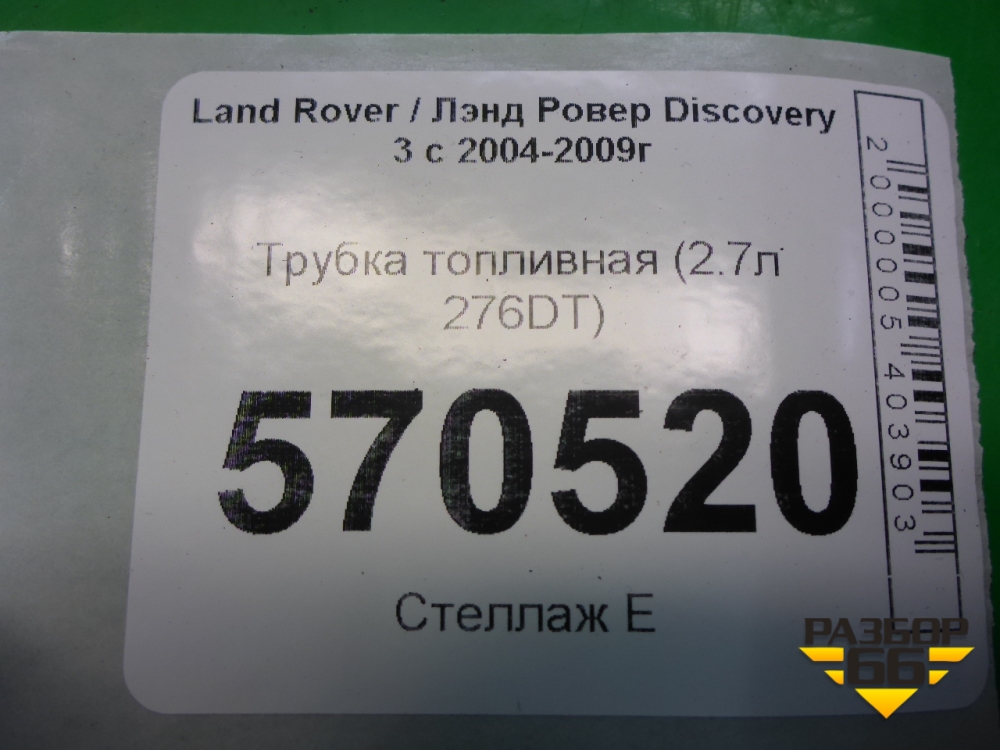 Land Rover / Лэнд Ровер Discovery
3 с 2004-2009г
Трубка топливная (2.7л
276DT)
570520
Стеллаж Е
2000005403903
РАЗБОР
66